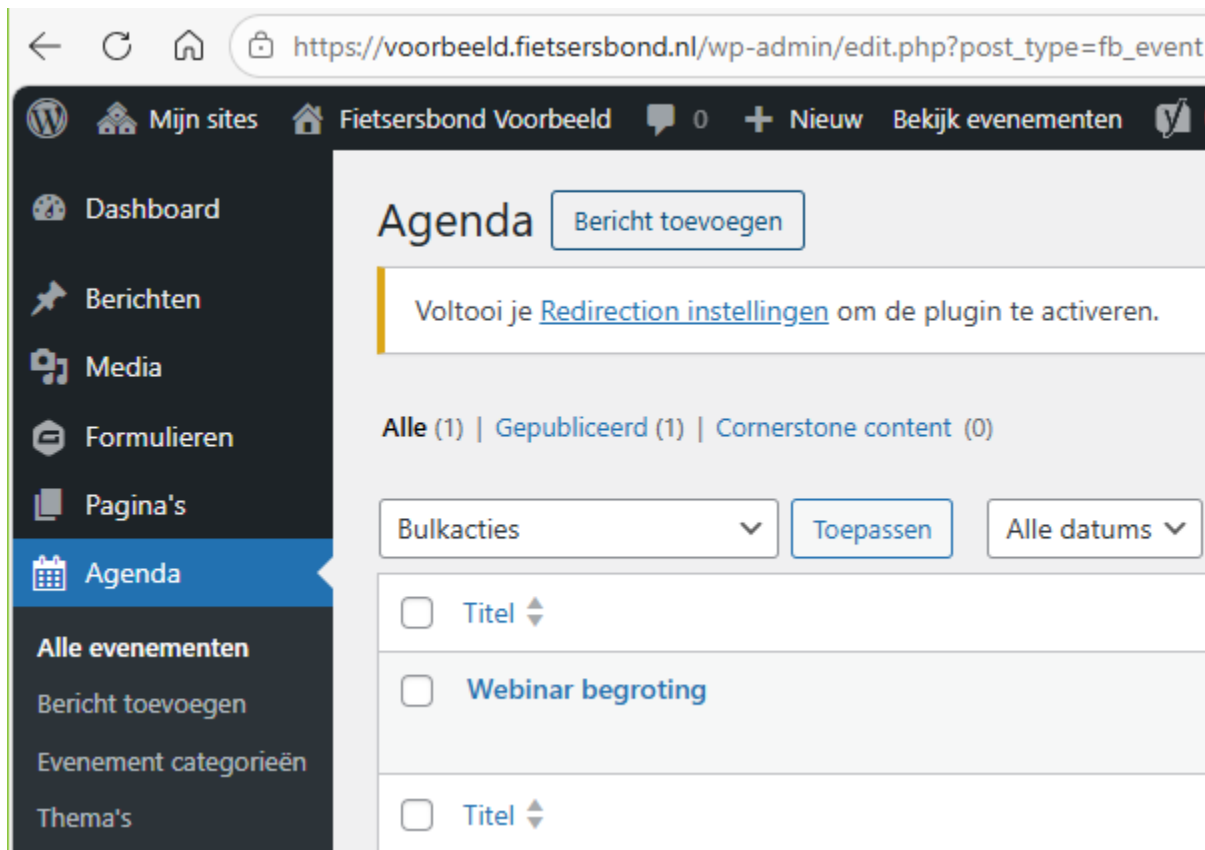 https://voorbeeld.fietsersbond.nl/wp-admin/edit.php?post_type=fb_event
Mijn sites Fietsersbond Voorbeeld 0 Nieuw Bekijk evenementen
Dashboard
Berichten
Media
Formulieren
Pagina's
Agenda
Alle evenementen
Bericht toevoegen
Evenement categorieën
Thema's
Agenda Bericht toevoegen
Voltooi je Redirection instellingen om de plugin te activeren.
Alle (1) | Gepubliceerd (1) | Cornerstone content (0)
Bulkacties Toepassen Alle datums
Titel
Webinar begroting
Titel